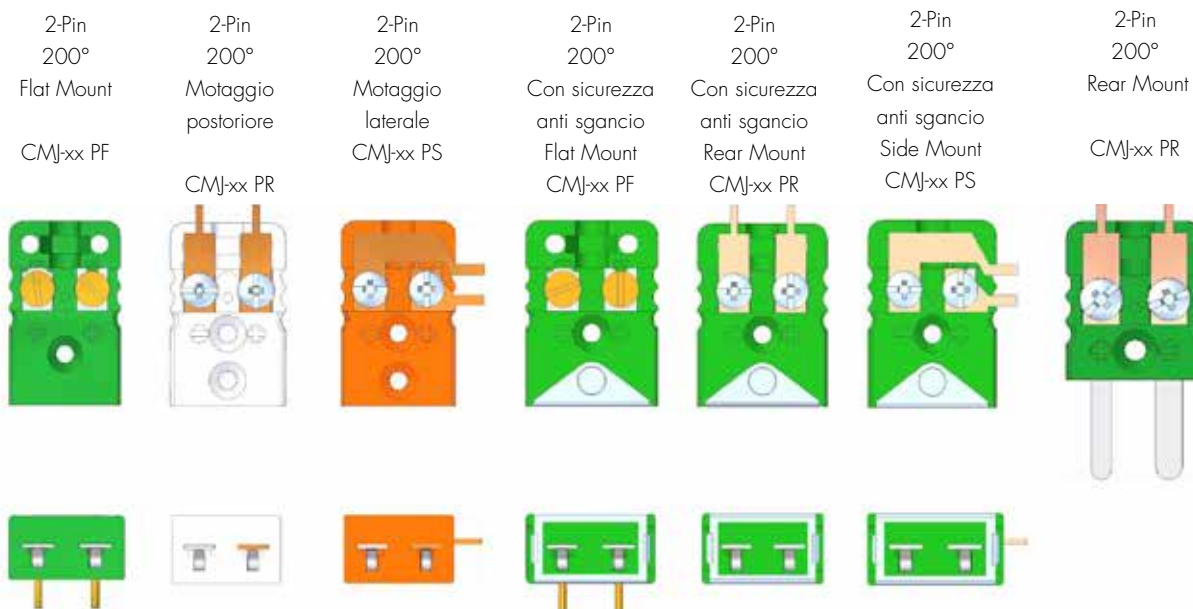 2-Pin
200°
Flat Mount
CMJ-xx PF
2-Pin
200°
Motaggio
postoriore
CMJ-xx PR
2-Pin
200°
Motaggio
laterale
CMJ-xx PS
2-Pin
200°
Con sicurezza
anti sgancio
Flat Mount
CMJ-xx PF
2-Pin
200°
Con sicurezza
anti sgancio
Rear Mount
CMJ-xx PR
2-Pin
200°
Con sicurezza
anti sgancio
Side Mount
CMJ-xx PS
2-Pin
200°
Rear Mount
CMJ-xx PR